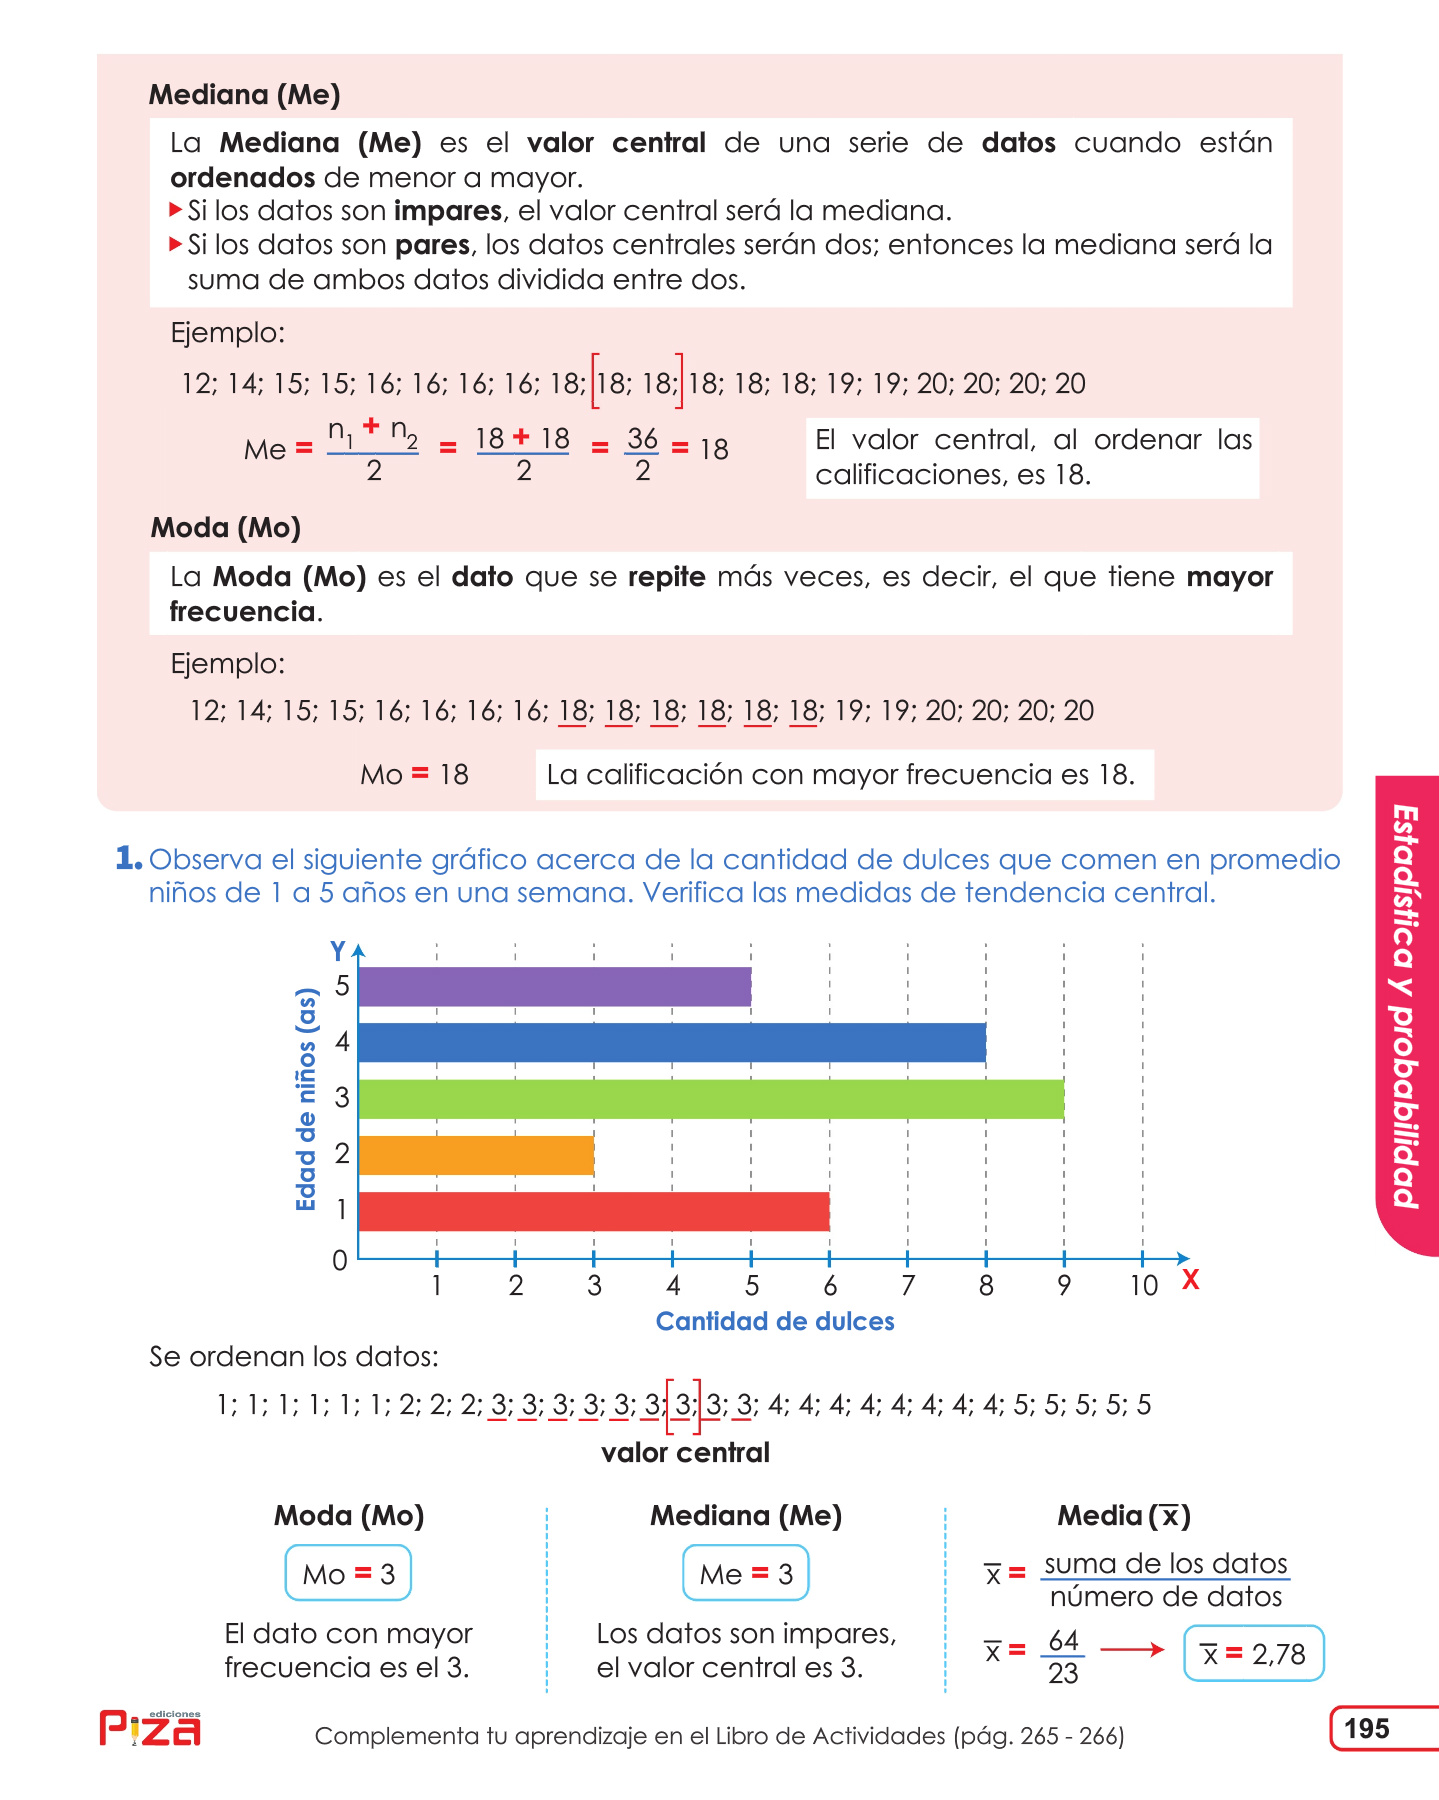 Mediana (Me)
La Mediana (Me) es el valor central de una serie de datos cuando están
ordenados de menor a mayor.
Si los datos son impares, el valor central será la mediana.
Si los datos son pares, los datos centrales serán dos; entonces la mediana será la
suma de ambos datos dividida entre dos.
Ejemplo:
12; 14; 15; 15; 16; 16; 16; 16; 18; [18; 18;] 18; 18; 18; 19; 19; 20; 20; 20; 20
Me = (n₁ + n₂)/2 = (18 + 18)/2 = 36/2 = 18
El valor central, al ordenar las
calificaciones, es 18.
Moda (Mo)
La Moda (Mo) es el dato que se repite más veces, es decir, el que tiene mayor
frecuencia.
Ejemplo:
12; 14; 15; 15; 16; 16; 16; 16; 18; 18; 18; 18; 18; 18; 19; 19; 20; 20; 20; 20
Mo = 18
La calificación con mayor frecuencia es 18.
Estadística y probabilidad
1. Observa el siguiente gráfico acerca de la cantidad de dulces que comen en promedio
niños de 1 a 5 años en una semana. Verifica las medidas de tendencia central.
Y
Edad de niños (as)
5
4
3
2
1
0
1 2 3 4 5 6 7 8 9 10 X
Cantidad de dulces
Se ordenan los datos:
1; 1; 1; 1; 1; 1; 2; 2; 2; 3; 3; 3; 3; 3; 3; [3;] 3; 3; 4; 4; 4; 4; 4; 4; 4; 4; 5; 5; 5; 5; 5
valor central
Moda (Mo)
Mo = 3
El dato con mayor
frecuencia es el 3.
Mediana (Me)
Me = 3
Los datos son impares,
el valor central es 3.
Media (x̅)
x̅ = suma de los datos
número de datos
x̅ = 64/23
x̅ = 2,78
ediciones
Piza
Complementa tu aprendizaje en el Libro de Actividades (pág. 265 - 266)
195